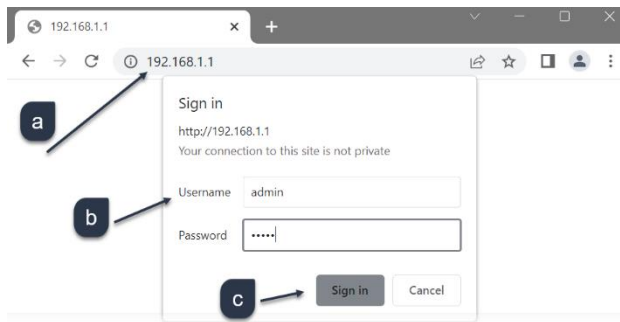 192.168.1.1
192.168.1.1
a
Sign in
http://192.168.1.1
Your connection to this site is not private
Username admin
b
Password •••••
c
Sign in Cancel